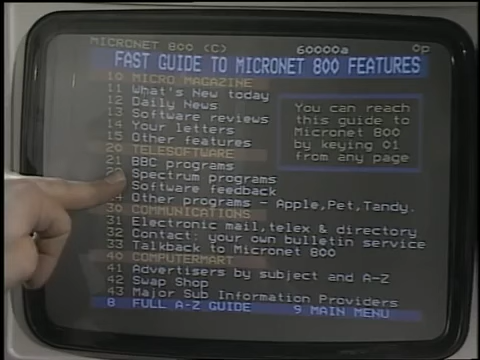 MICRONET 800 (C) 60000a 0p
FAST GUIDE TO MICRONET 800 FEATURES
10 MICRO MAGAZINE
11 What's New today
12 Daily News
13 Software reviews
14 Your letters
15 Other features
You can reach
this guide to
Micronet 800
by keying 01
from any page
20 TELESOFTWARE
21 BBC programs
Spectrum programs
Software feedback
Other programs - Apple,Pet,Tandy.
30 COMMUNICATIONS
31 Electronic mail,telex & directory
32 Contact: your own bulletin service
33 Talkback to Micronet 800
40 COMPUTERMART
41 Advertisers by subject and A-Z
42 Swap Shop
43 Major Sub Information Providers
8 FULL A-Z GUIDE 9 MAIN MENU